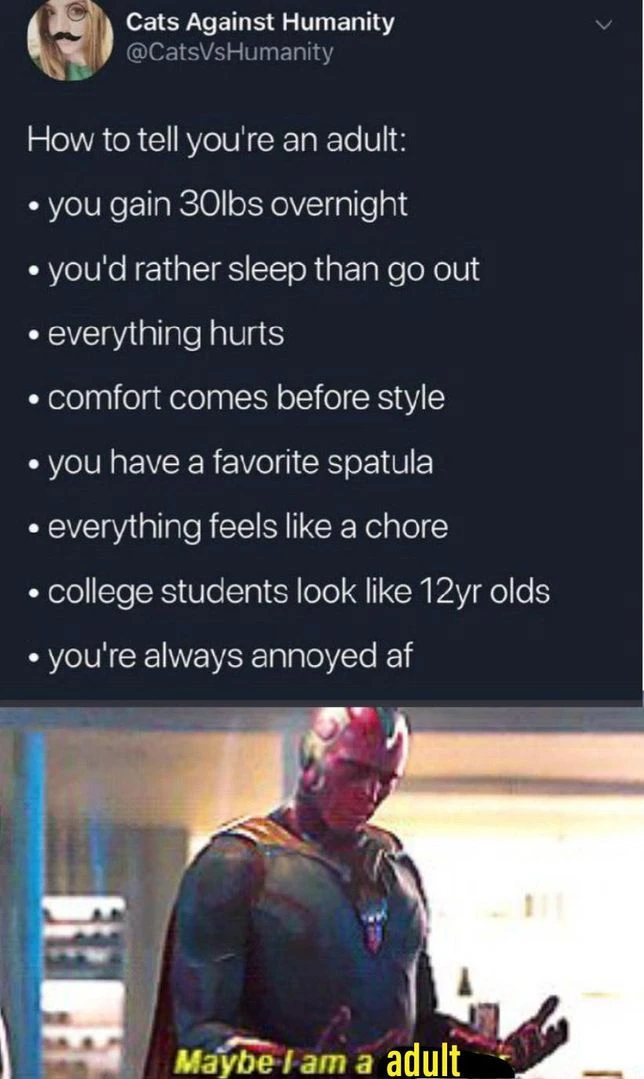 Cats Against Humanity
@CatsVsHumanity
How to tell you're an adult:
• you gain 30lbs overnight
• you'd rather sleep than go out
• everything hurts
• comfort comes before style
• you have a favorite spatula
• everything feels like a chore
• college students look like 12yr olds
• you're always annoyed af
Maybe I am a adult